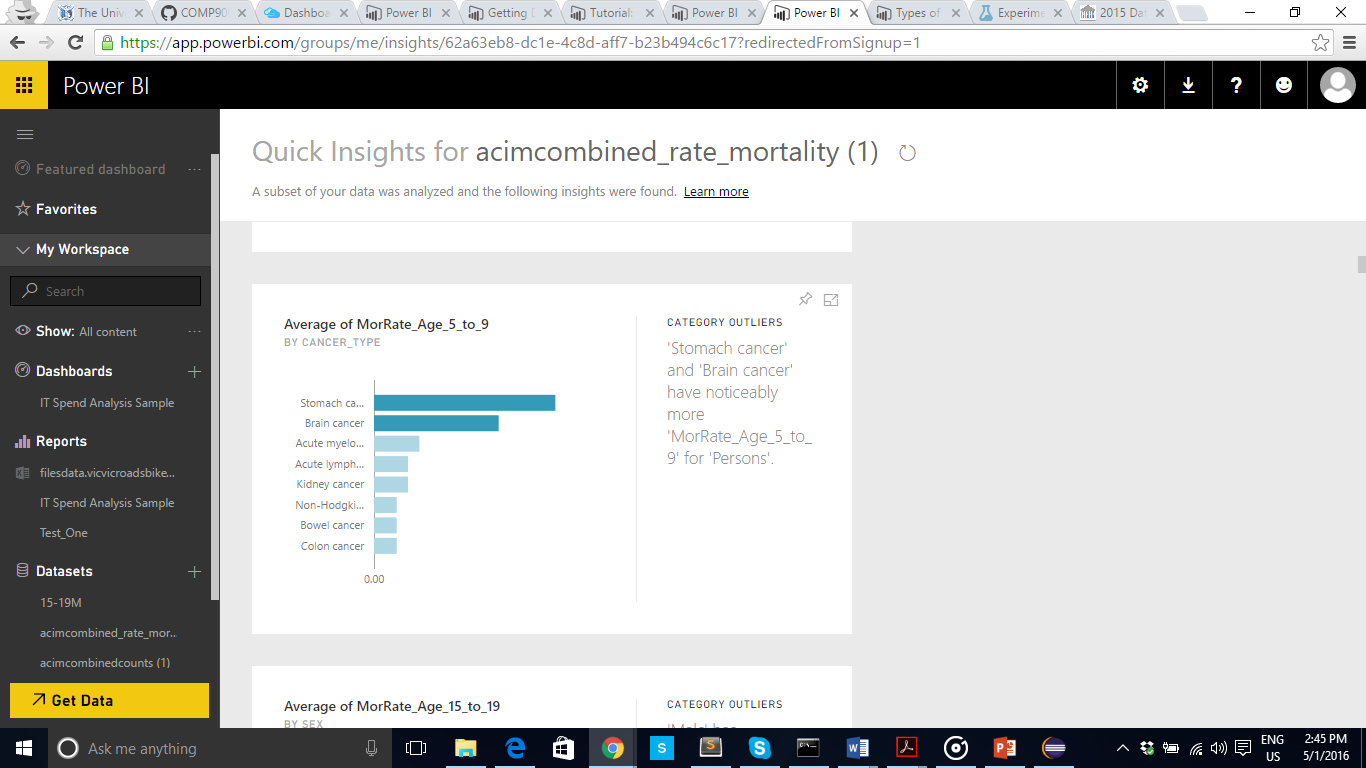 The Unive
COMP90
Dashboa
Power BI
Getting D
Tutorial:
Power BI
Power BI
Types of
Experime
2015 Dat
https://app.powerbi.com/groups/me/insights/62a63eb8-dc1e-4c8d-aff7-b23b494c6c17?redirectedFromSignup=1
Power BI
?
Featured dashboard ...
Favorites
My Workspace
Search
Show: All content ...
Dashboards +
IT Spend Analysis Sample
Reports
filesdata.vicvicroadsbike...
IT Spend Analysis Sample
Test_One
Datasets +
15-19M
acimcombined_rate_mor...
acimcombinedcounts (1)
Get Data
Quick Insights for acimcombined_rate_mortality (1)
A subset of your data was analyzed and the following insights were found. Learn more
Average of MorRate_Age_5_to_9
BY CANCER_TYPE
Stomach ca...
Brain cancer
Acute myelo...
Acute lymph...
Kidney cancer
Non-Hodgki...
Bowel cancer
Colon cancer
0.00
CATEGORY OUTLIERS
'Stomach cancer'
and 'Brain cancer'
have noticeably
more
'MorRate_Age_5_to_
9' for 'Persons'.
Average of MorRate_Age_15_to_19
BY SEX
CATEGORY OUTLIERS
'Male' has
Ask me anything
ENG
US
2:45 PM
5/1/2016